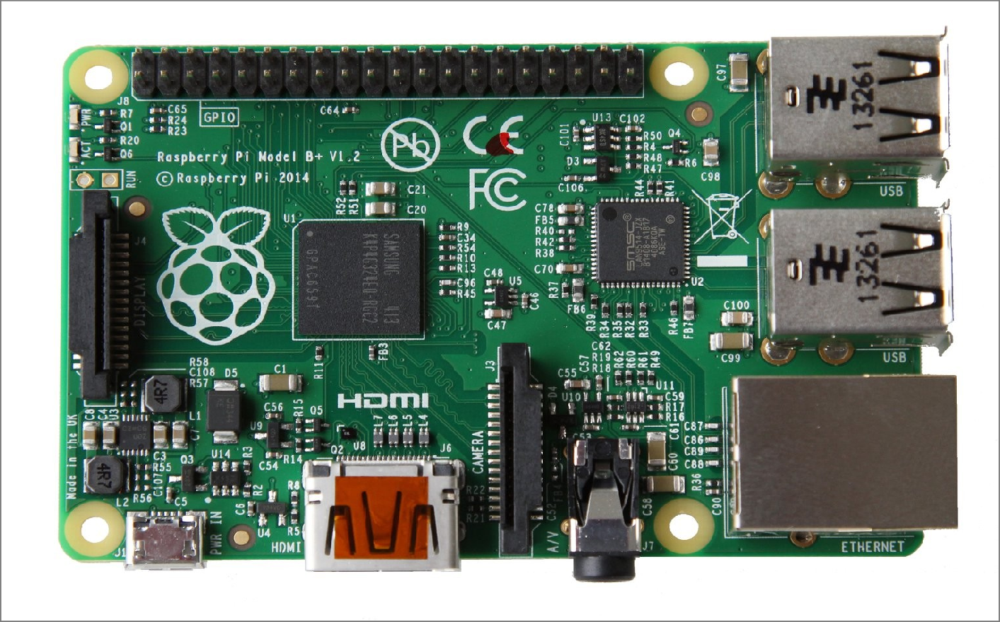 J8
PWR
R7
Q1
R20
ACT
Q6
C65
R24
R23
GPIO
C64
Pb
CE
FC
U13
C102
C101
R50
Q4
R4
R48
R6
R47
D3
C106
C98
C97
13261
USB
RUN
Raspberry Pi Model B+ V1.2
© Raspberry Pi 2014
R52
R51
C21
C20
R44
R41
U1
SAMSUNG 413
J4
DISPLAY
R9
C34
R54
R10
R13
C96
R45
C78
FB5
R40
R42
R38
C70
R37
FB6
smsc®
U2
C48
U5
C46
C47
R39
R34
R35
R32
R33
R46
FB7
C100
C99
13261
USB
R11
FB3
J3
C62
R19
R18
C57
R62
R60
R61
R49
C55
D4
U10
U11
C59
R17
R16
C61
C60
R58
C108
R57
D5
C1
4R7
L1
HDMI
C8
C4
U3
C7
C3
C56
U9
R15
Q5
R14
C54
Q2
U8
L7
L6
L5
L4
J6
Made in the UK
4R7
L2
R55
C107
R56
Q3
U14
R3
R2
C5
C6
U4
R8
R5
HDMI
J1
PWR IN
CAMERA
R22
R21
C52
A/V
C58
J7
C87
C86
C89
C88
R36
C90
ETHERNET